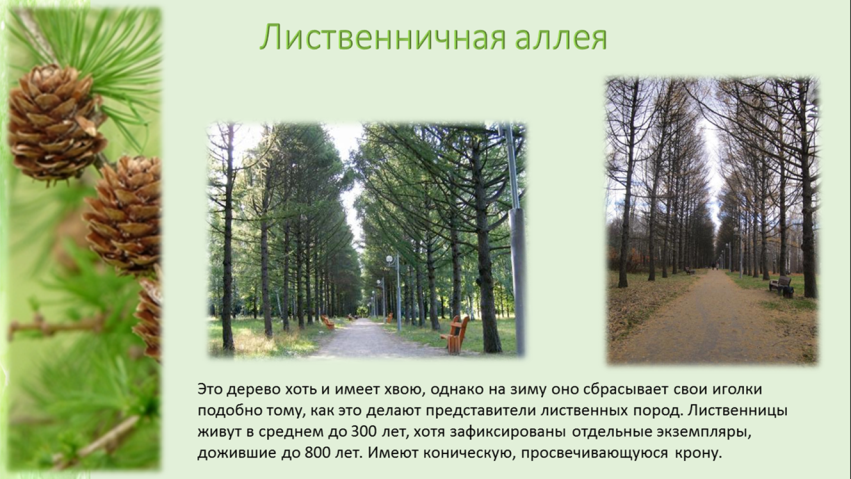 Лиственничная аллея
Это дерево хоть и имеет хвою, однако на зиму оно сбрасывает свои иголки
подобно тому, как это делают представители лиственных пород. Лиственницы
живут в среднем до 300 лет, хотя зафиксированы отдельные экземпляры,
дожившие до 800 лет. Имеют коническую, просвечивающуюся крону.